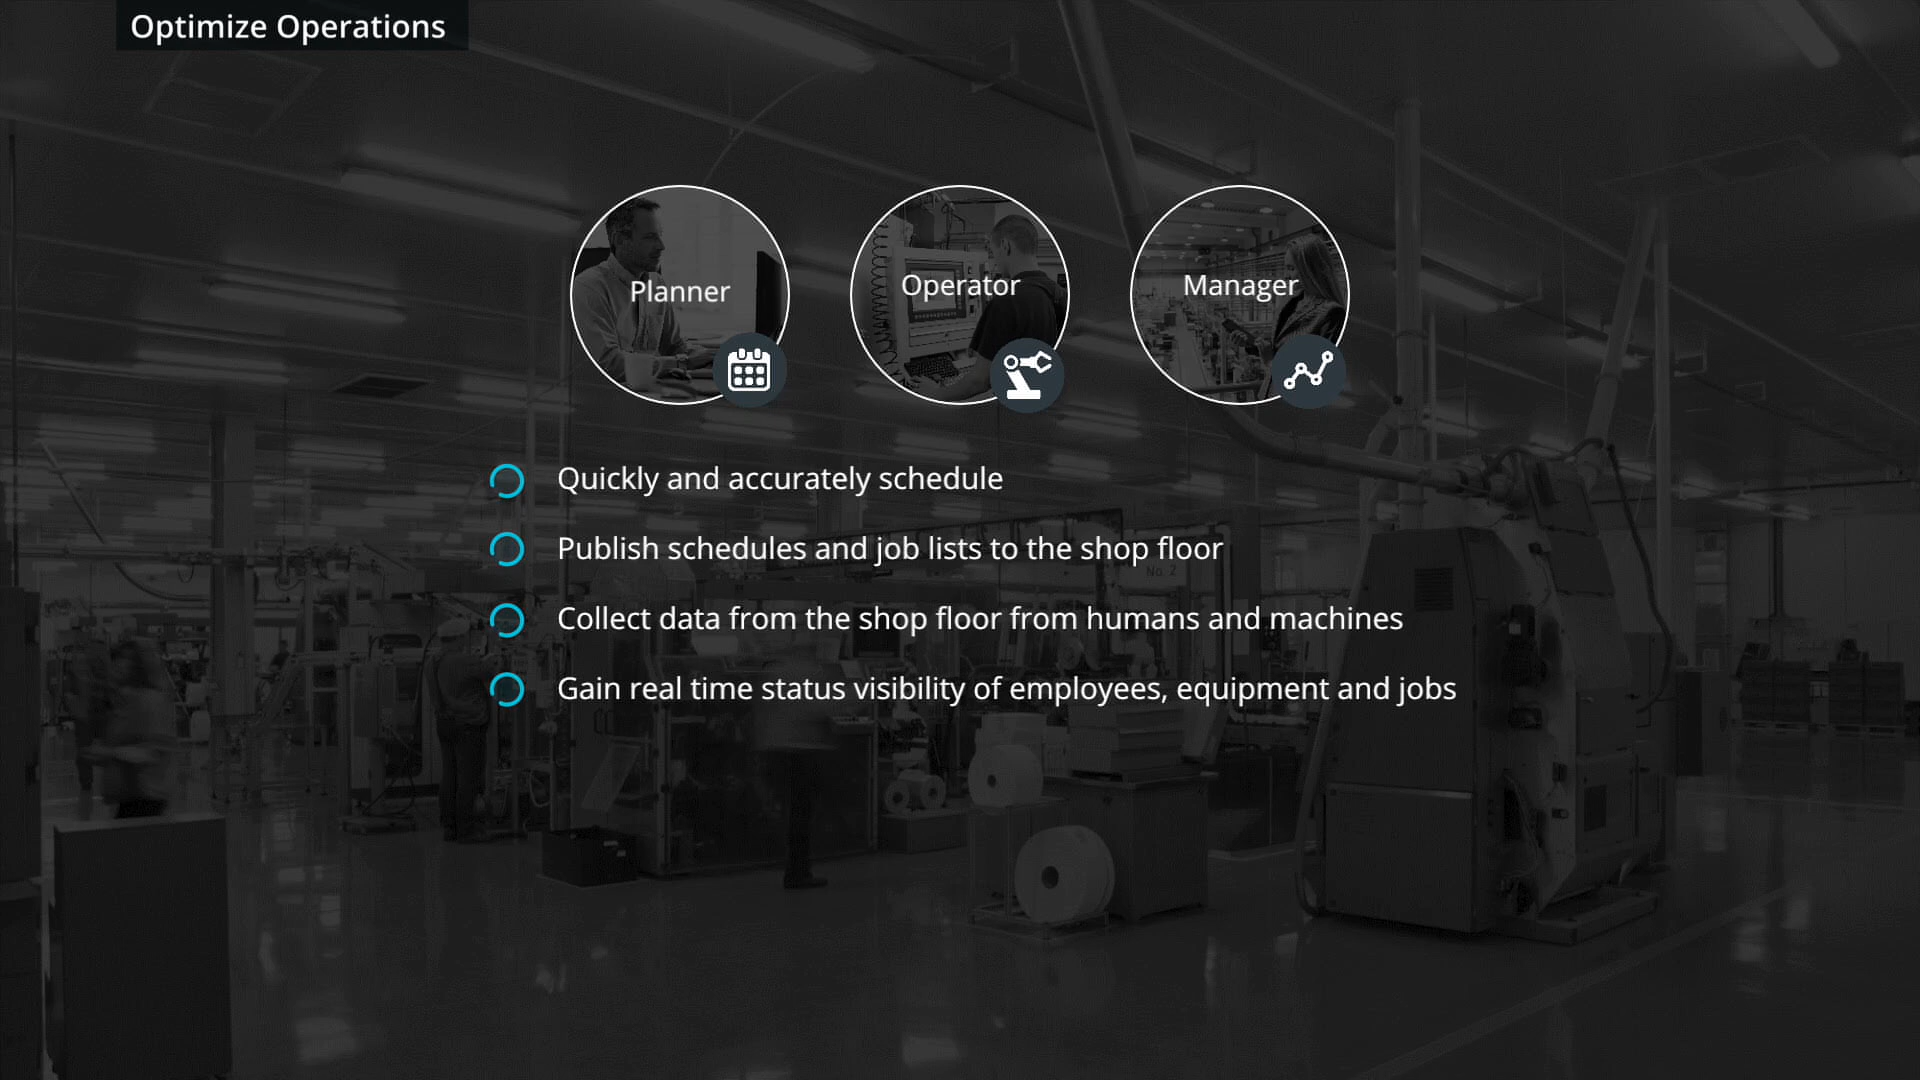 Optimize Operations
Planner
Operator
Manager
Quickly and accurately schedule
Publish schedules and job lists to the shop floor
No. 2
Collect data from the shop floor from humans and machines
Gain real time status visibility of employees, equipment and jobs